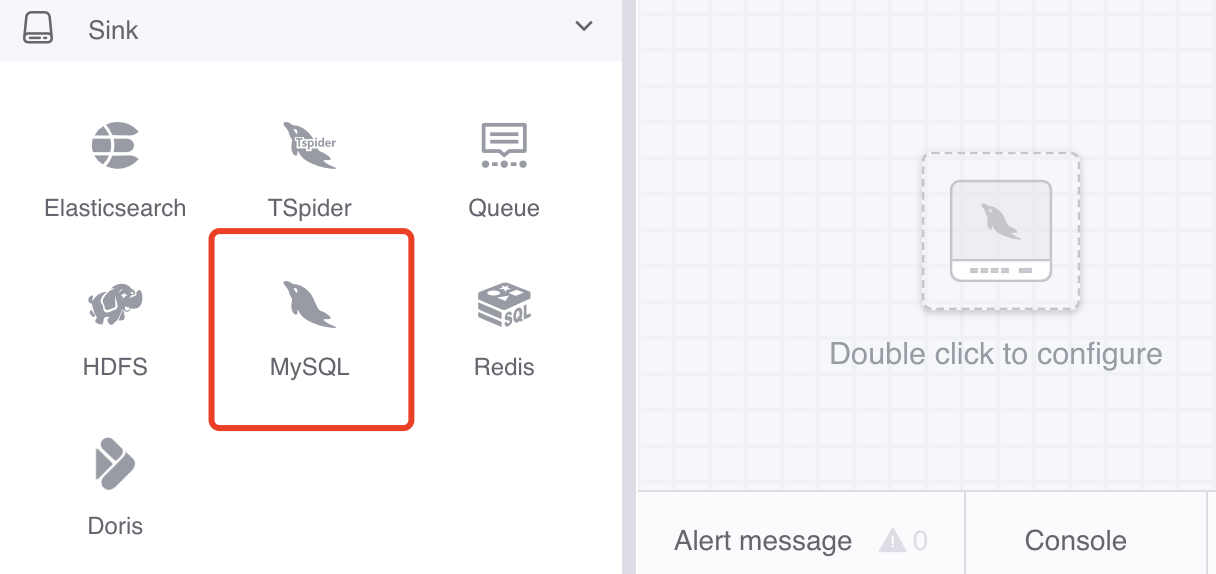 Sink
Elasticsearch
Tspider
TSpider
Queue
HDFS
MySQL
SQL
Redis
Doris
Double click to configure
Alert message 0
Console